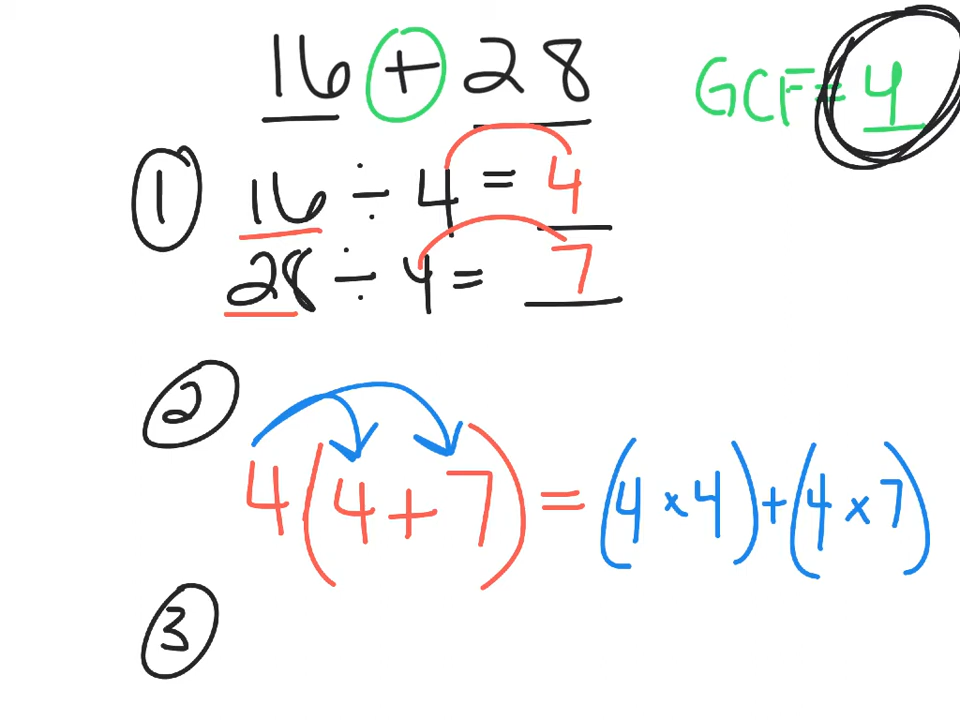 16 + 28
GCF = 4
1
16 ÷ 4 = 4
28 ÷ 4 = 7
2
4(4 + 7) = (4 × 4) + (4 × 7)
3